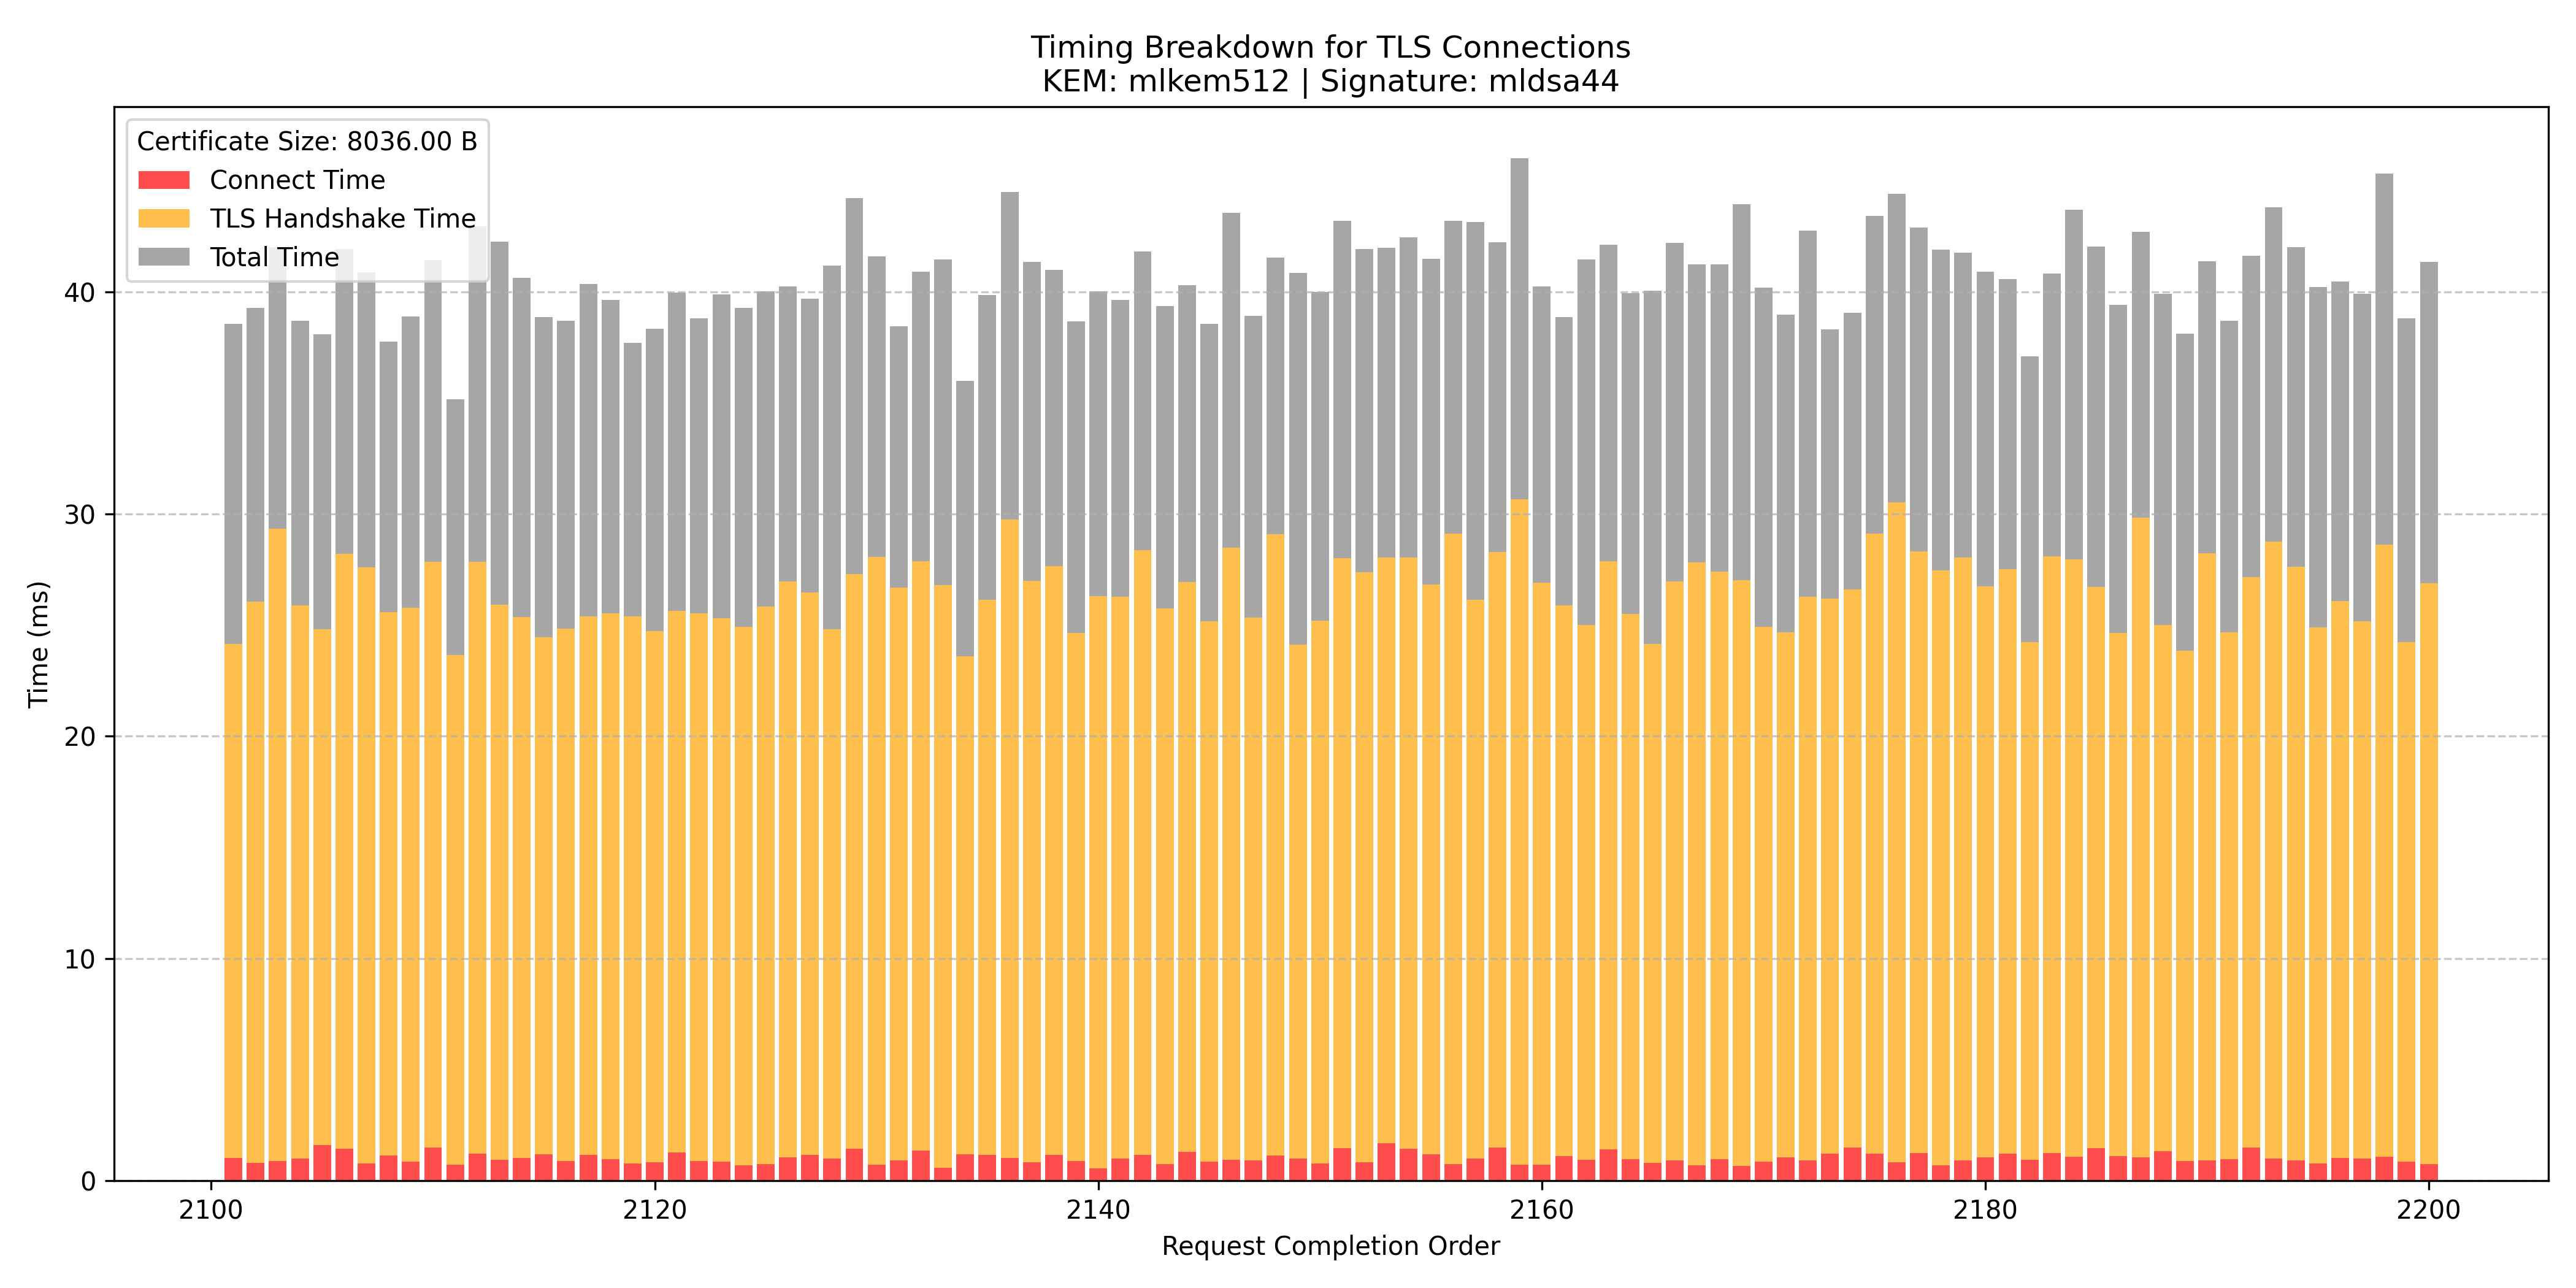 Timing Breakdown for TLS Connections
KEM: mlkem512 | Signature: mldsa44
Certificate Size: 8036.00 B
Connect Time
TLS Handshake Time
Total Time
Time (ms)
40
30
20
10
0
2100 2120 2140 2160 2180 2200
Request Completion Order